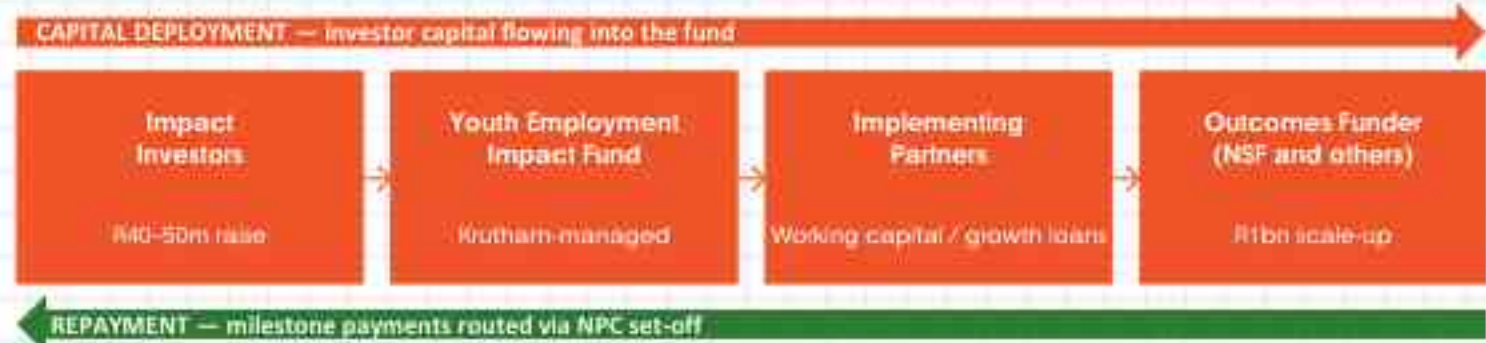 CAPITAL DEPLOYMENT — investor capital flowing into the fund
Impact
Investors
R40–50m raise
Youth Employment
Impact Fund
Krutham-managed
Implementing
Partners
Working capital / growth loans
Outcomes Funder
(NSF and others)
R1bn scale-up
REPAYMENT — milestone payments routed via NPC set-off